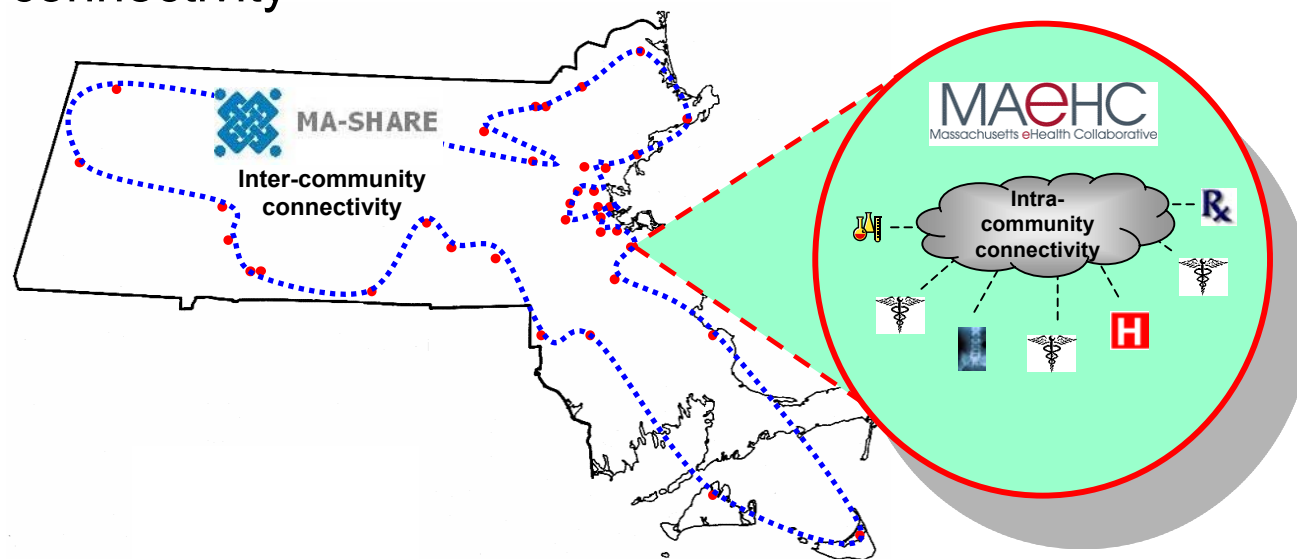 connectivity
MA-SHARE
Inter-community
connectivity
MAeHC
Massachusetts eHealth Collaborative
Intra-
community
connectivity
Rx
H